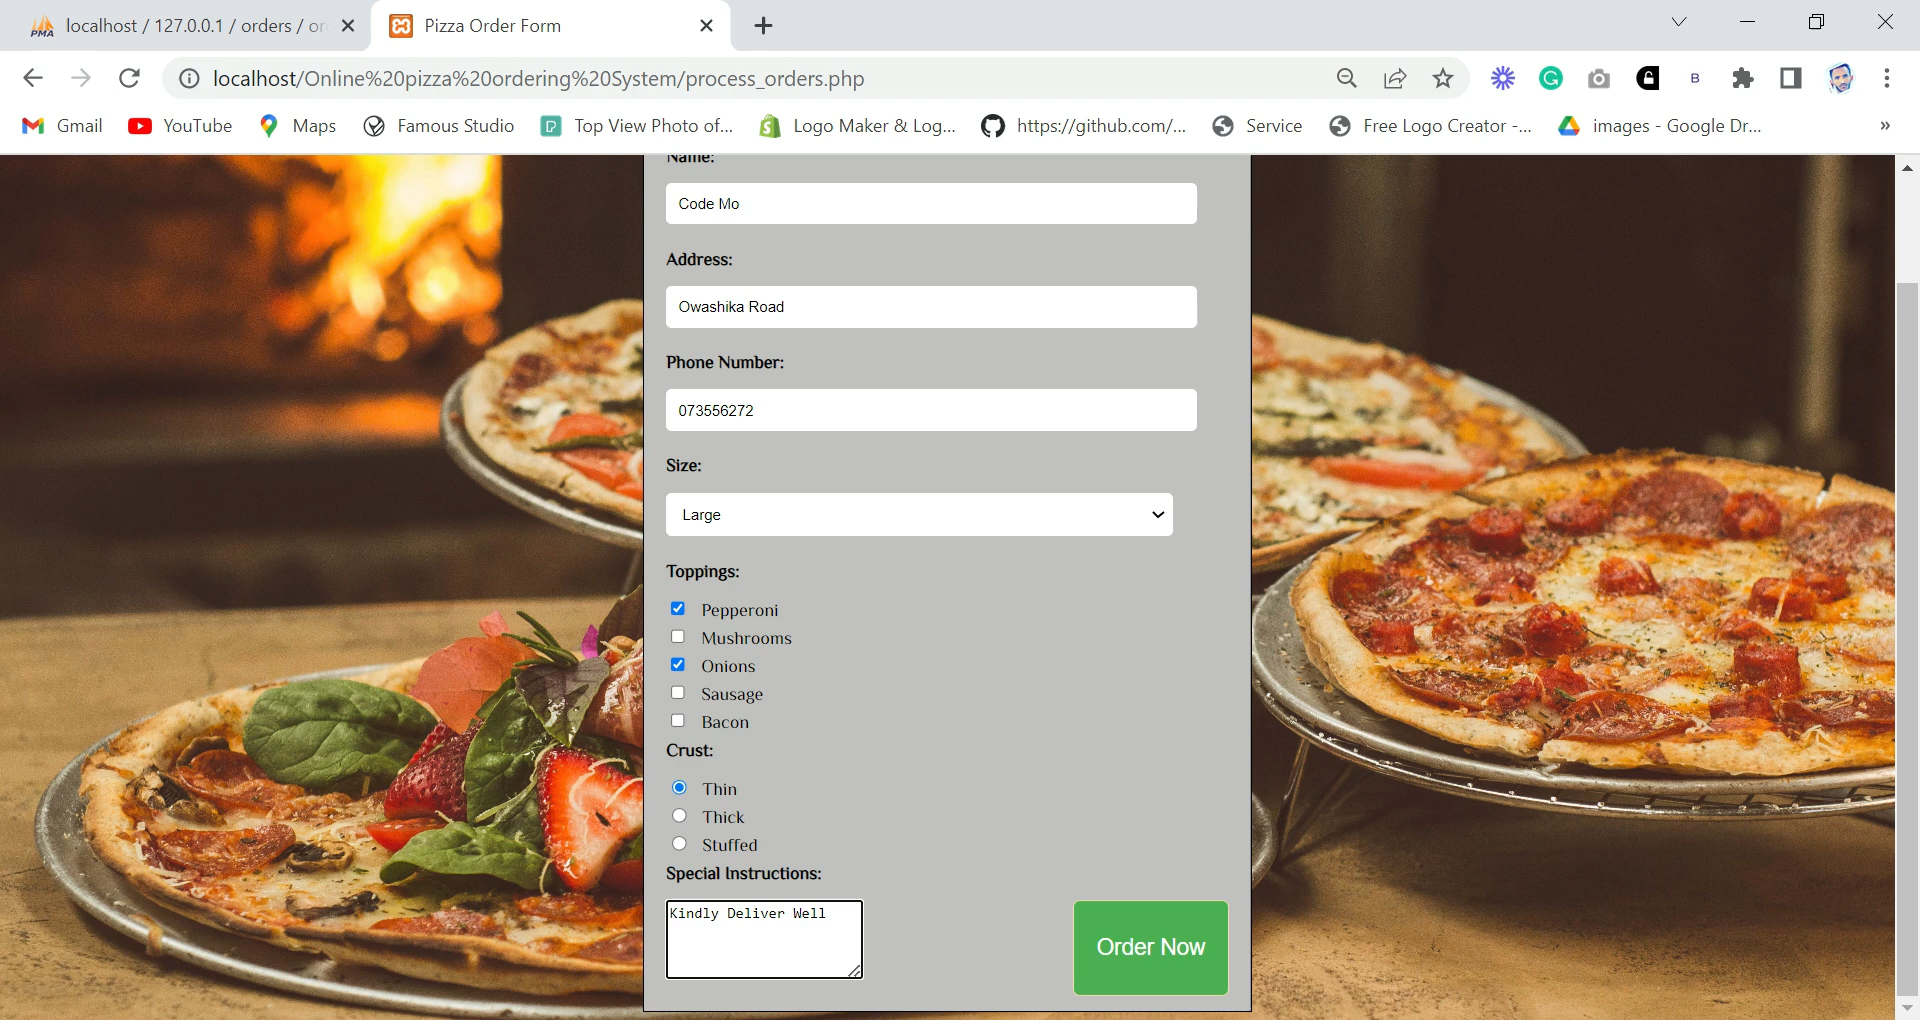 PMA
localhost / 127.0.0.1 / orders / or
Pizza Order Form
localhost/Online%20pizza%20ordering%20System/process_orders.php
G
B
Gmail
YouTube
Maps
Famous Studio
Top View Photo of...
Logo Maker & Log...
https://github.com/...
Service
Free Logo Creator -...
images - Google Dr...
»
Name:
Code Mo
Address:
Owashika Road
Phone Number:
073556272
Size:
Large
Toppings:
Pepperoni
Mushrooms
Onions
Sausage
Bacon
Crust:
Thin
Thick
Stuffed
Special Instructions:
Kindly Deliver Well
Order Now